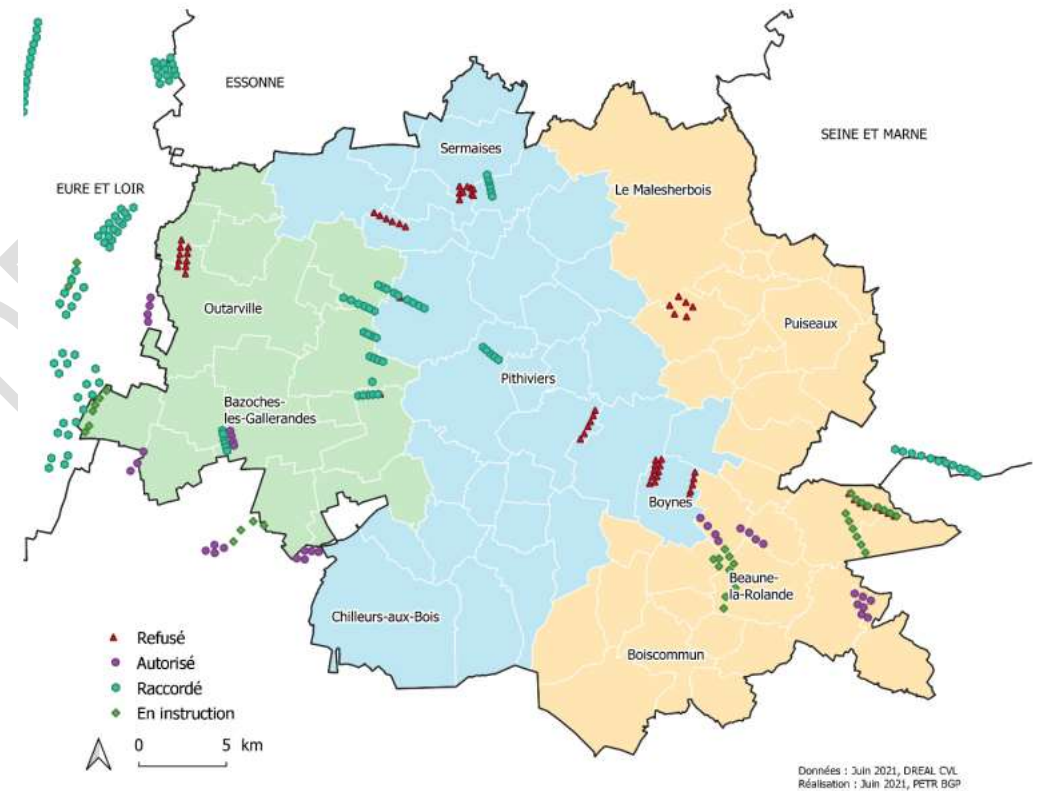 ESSONNE
SEINE ET MARNE
Sermaises
EURE ET LOIR
Le Malesherbois
Outarville
Puiseaux
Pithiviers
Bazoches-
les-Gallerandes
Boynes
Beaune-
la-Rolande
Chilleurs-aux-Bois
Boiscommun
Refusé
Autorisé
Raccordé
En instruction
0 5 km
Données : Juin 2021, DREAL CVL
Réalisation : Juin 2021, PETR BGP